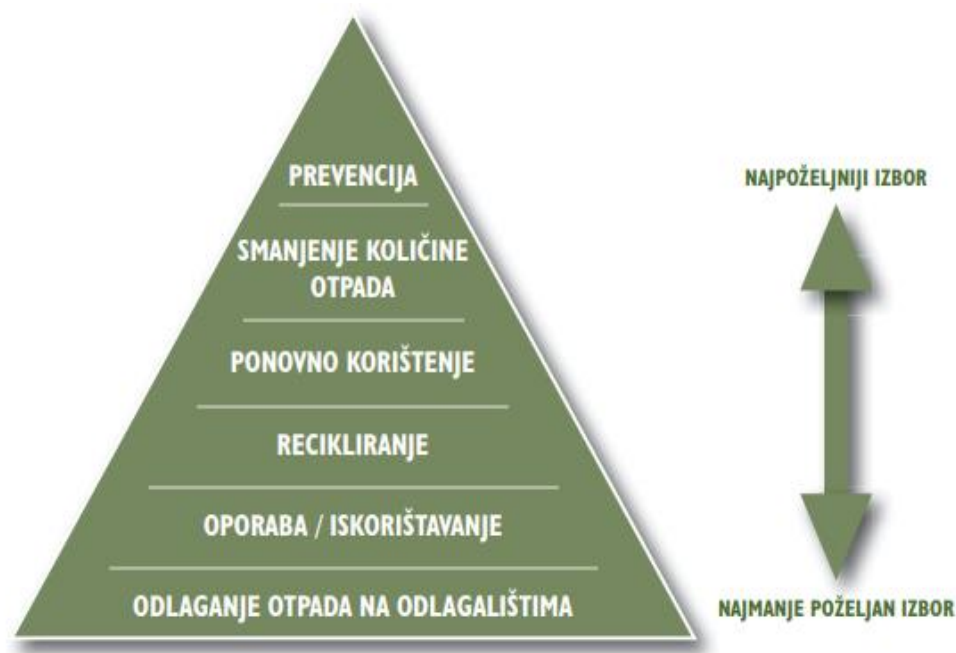 PREVENCIJA
SMANJENJE KOLIČINE
OTPADA
PONOVNO KORIŠTENJE
RECIKLIRANJE
OPORABA / ISKORIŠTAVANJE
ODLAGANJE OTPADA NA ODLAGALIŠTIMA
NAJPOŽELJNIJI IZBOR
NAJMANJE POŽELJAN IZBOR